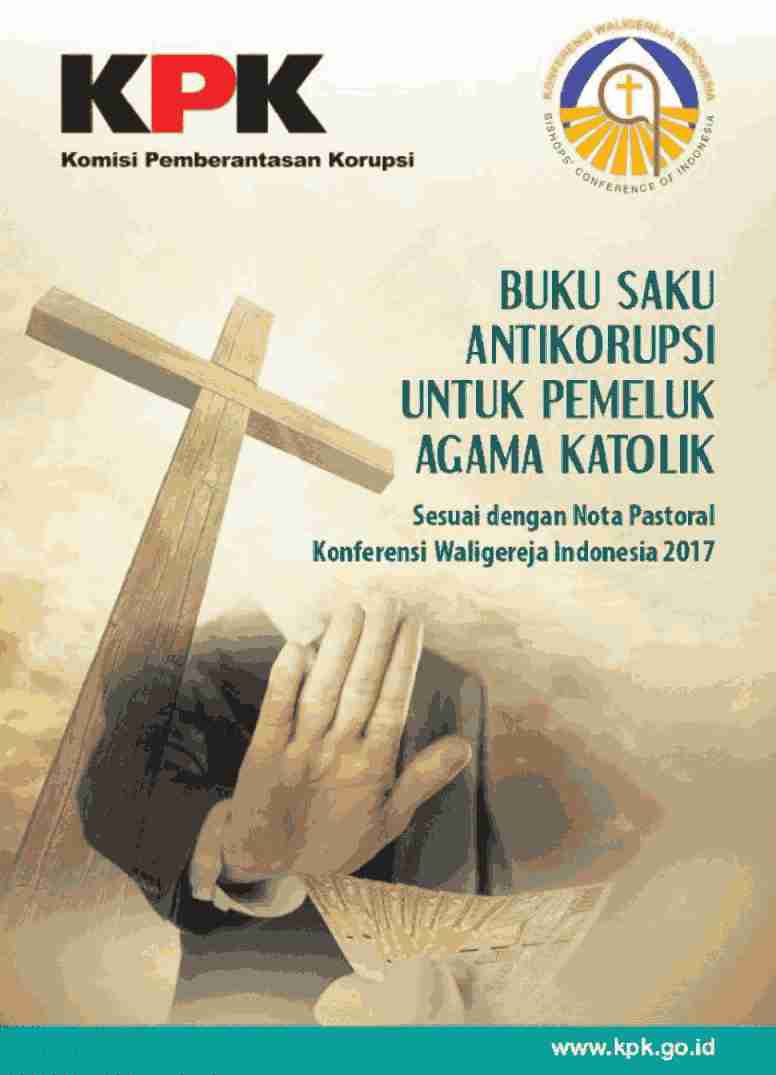 KPK
Komisi Pemberantasan Korupsi
KONFERENSI WALIGEREJA INDONESIA
BISHOPS' CONFERENCE OF INDONESIA
BUKU SAKU
ANTIKORUPSI
UNTUK PEMELUK
AGAMA KATOLIK
Sesuai dengan Nota Pastoral
Konferensi Waligereja Indonesia 2017
www.kpk.go.id